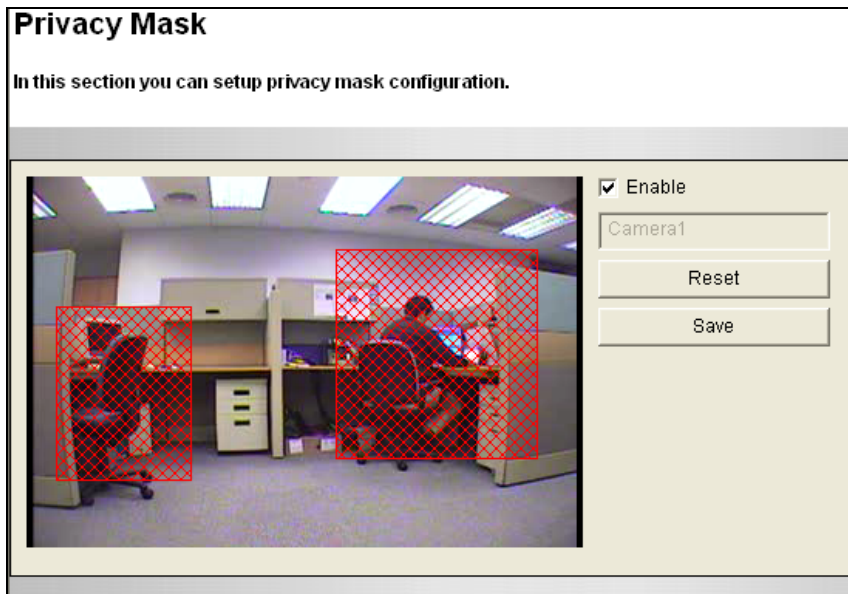 Privacy Mask
In this section you can setup privacy mask configuration.
Enable
Camera1
Reset
Save